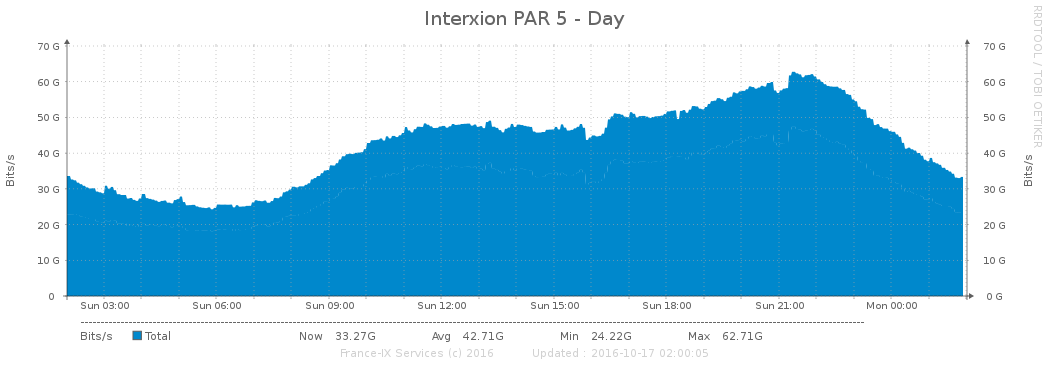 Interxion PAR 5 - Day
RRDTOOL / TOBI OETIKER
Bits/s
70 G
60 G
50 G
40 G
30 G
20 G
10 G
0
70 G
60 G
50 G
40 G
30 G
20 G
10 G
0 G
Bits/s
Sun 03:00 Sun 06:00 Sun 09:00 Sun 12:00 Sun 15:00 Sun 18:00 Sun 21:00 Mon 00:00
Bits/s Total Now 33.27G Avg 42.71G Min 24.22G Max 62.71G
France-IX Services (c) 2016 Updated : 2016-10-17 02:00:05